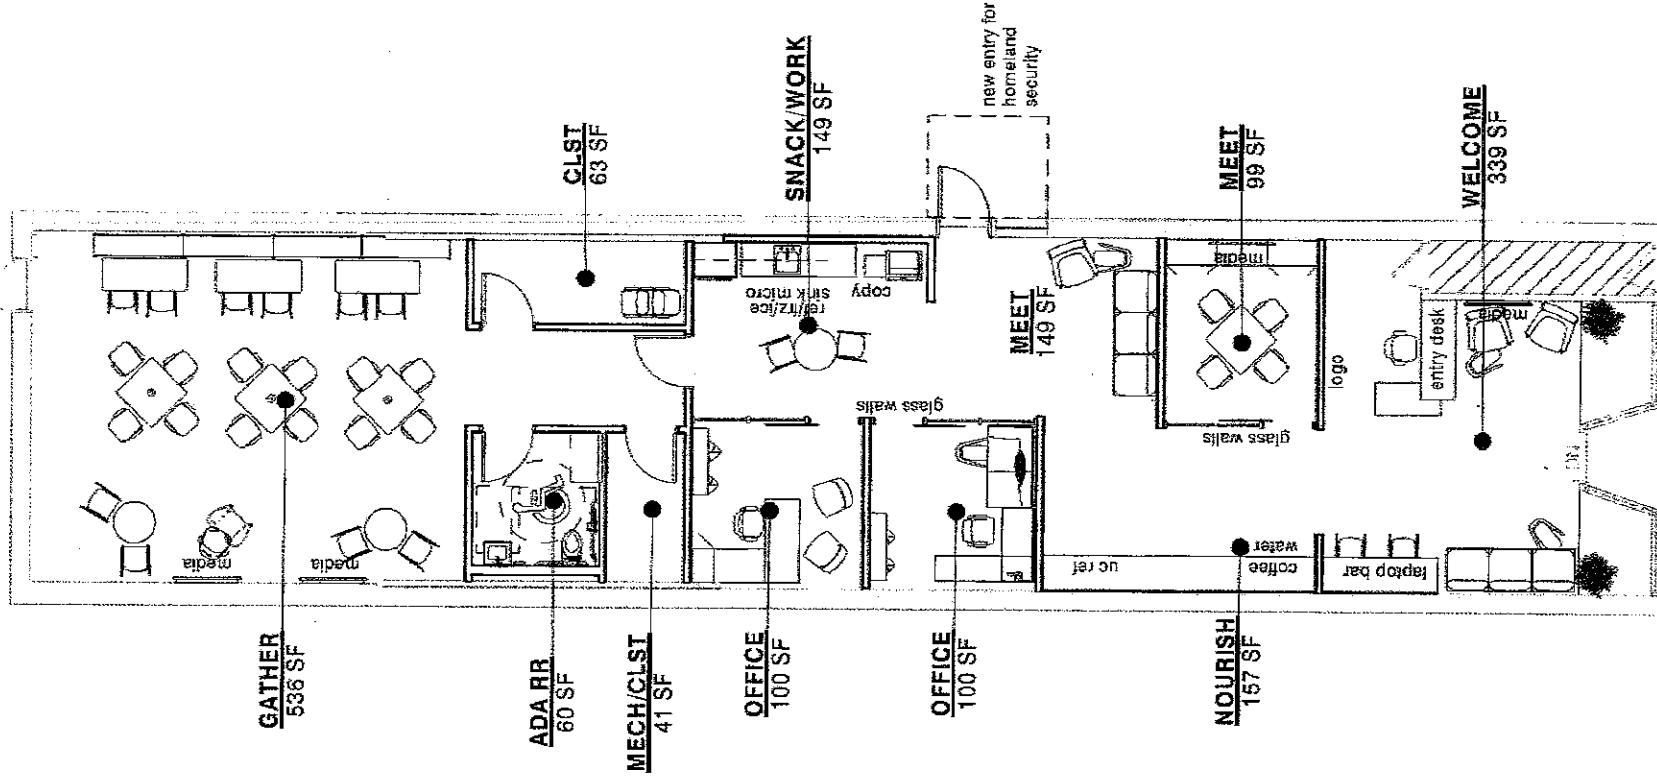 GATHER
536 SF
ADA RR
60 SF
MECH/CLST
41 SF
OFFICE
100 SF
OFFICE
100 SF
NOURISH
157 SF
CLST
63 SF
SNACK/WORK
149 SF
new entry for
homeland
security
MEET
99 SF
WELCOME
339 SF
MEET
149 SF
ref/frz/ice
sink micro
copy
glass walls
glass walls
media
media
media
media
logo
entry desk
DN
uc ref
coffee
water
laptop bar